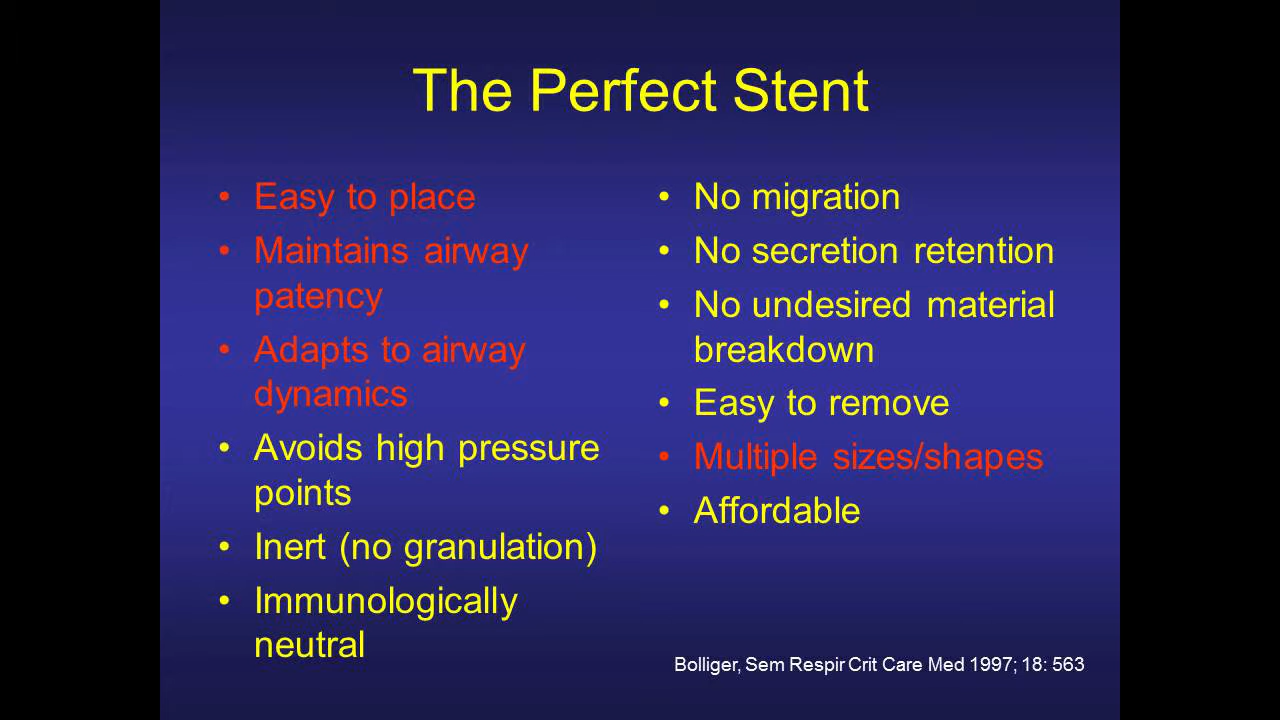 The Perfect Stent
• Easy to place
• Maintains airway
patency
• Adapts to airway
dynamics
• Avoids high pressure
points
• Inert (no granulation)
• Immunologically
neutral
• No migration
• No secretion retention
• No undesired material
breakdown
• Easy to remove
• Multiple sizes/shapes
• Affordable
Bolliger, Sem Respir Crit Care Med 1997; 18: 563